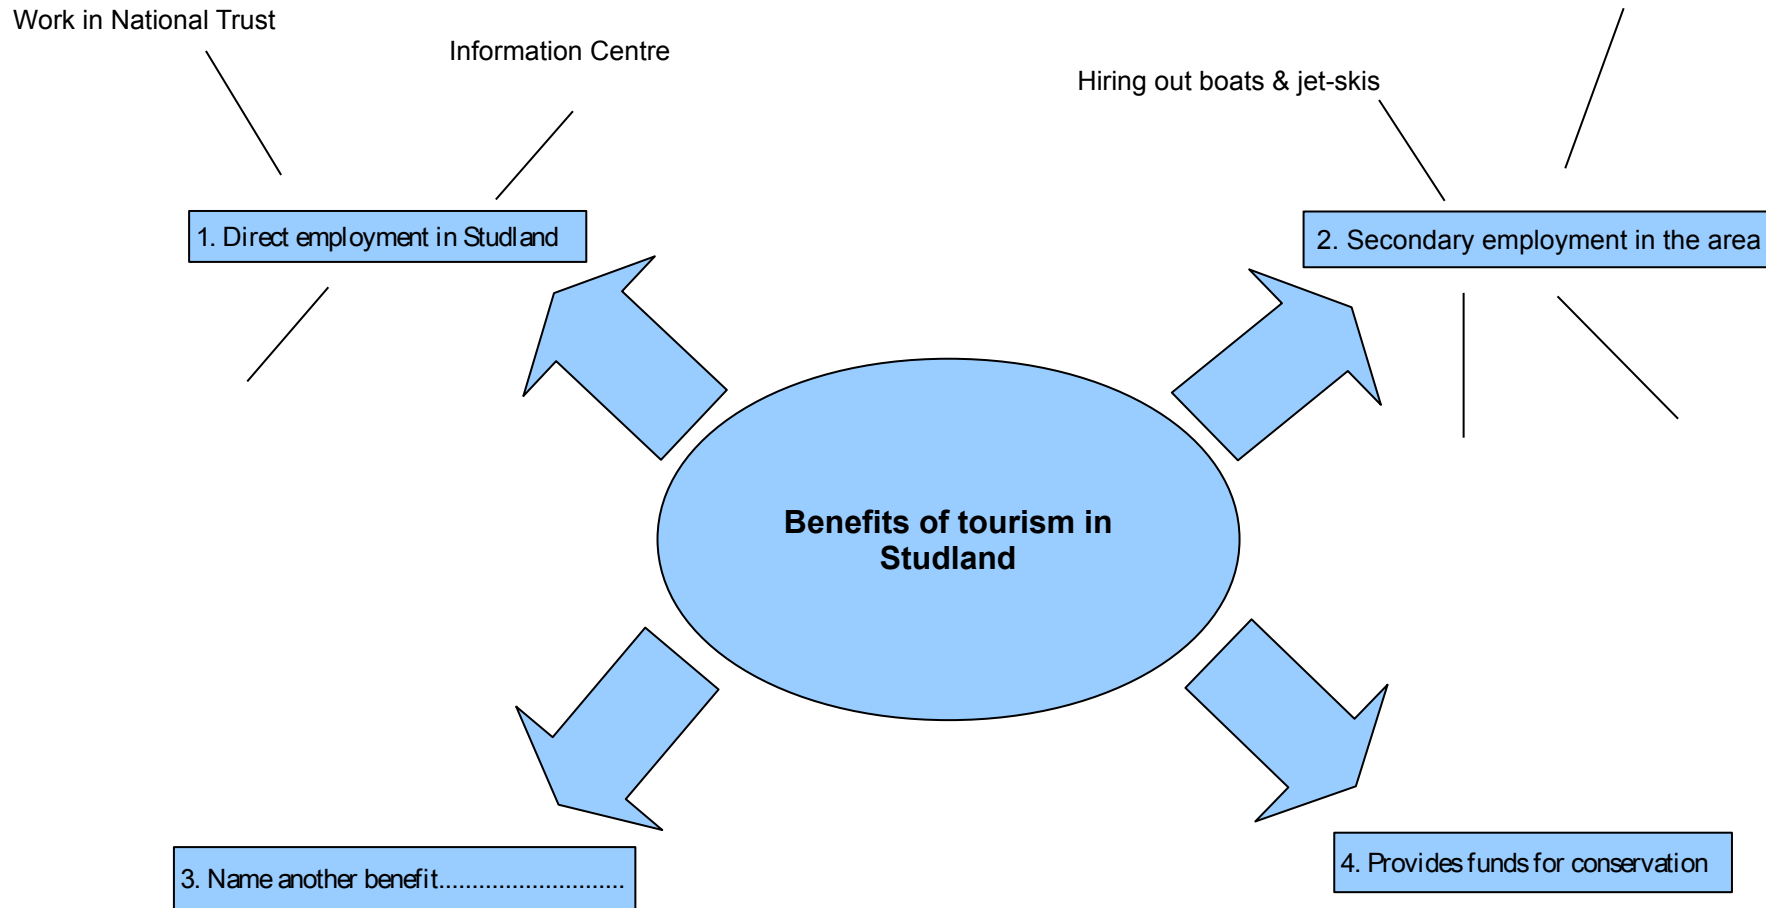 Work in National Trust
Information Centre
Hiring out boats & jet-skis
1. Direct employment in Studland
2. Secondary employment in the area
Benefits of tourism in
Studland
3. Name another benefit............................
4. Provides funds for conservation